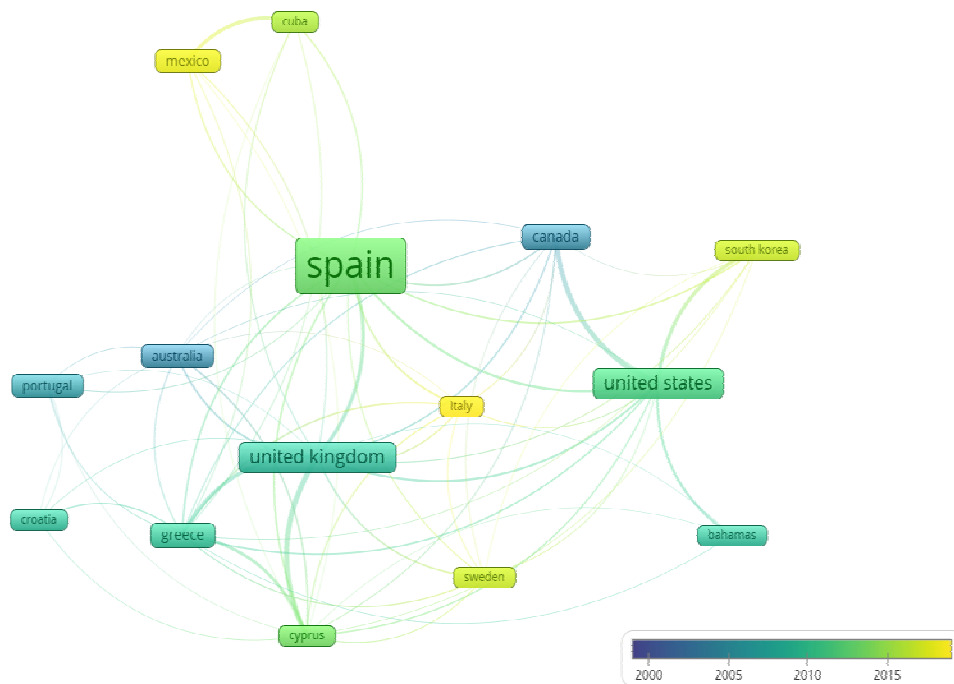 cuba
mexico
spain
canada
south korea
australia
portugal
united states
italy
united kingdom
croatia
greece
bahamas
sweden
cyprus
2000 2005 2010 2015